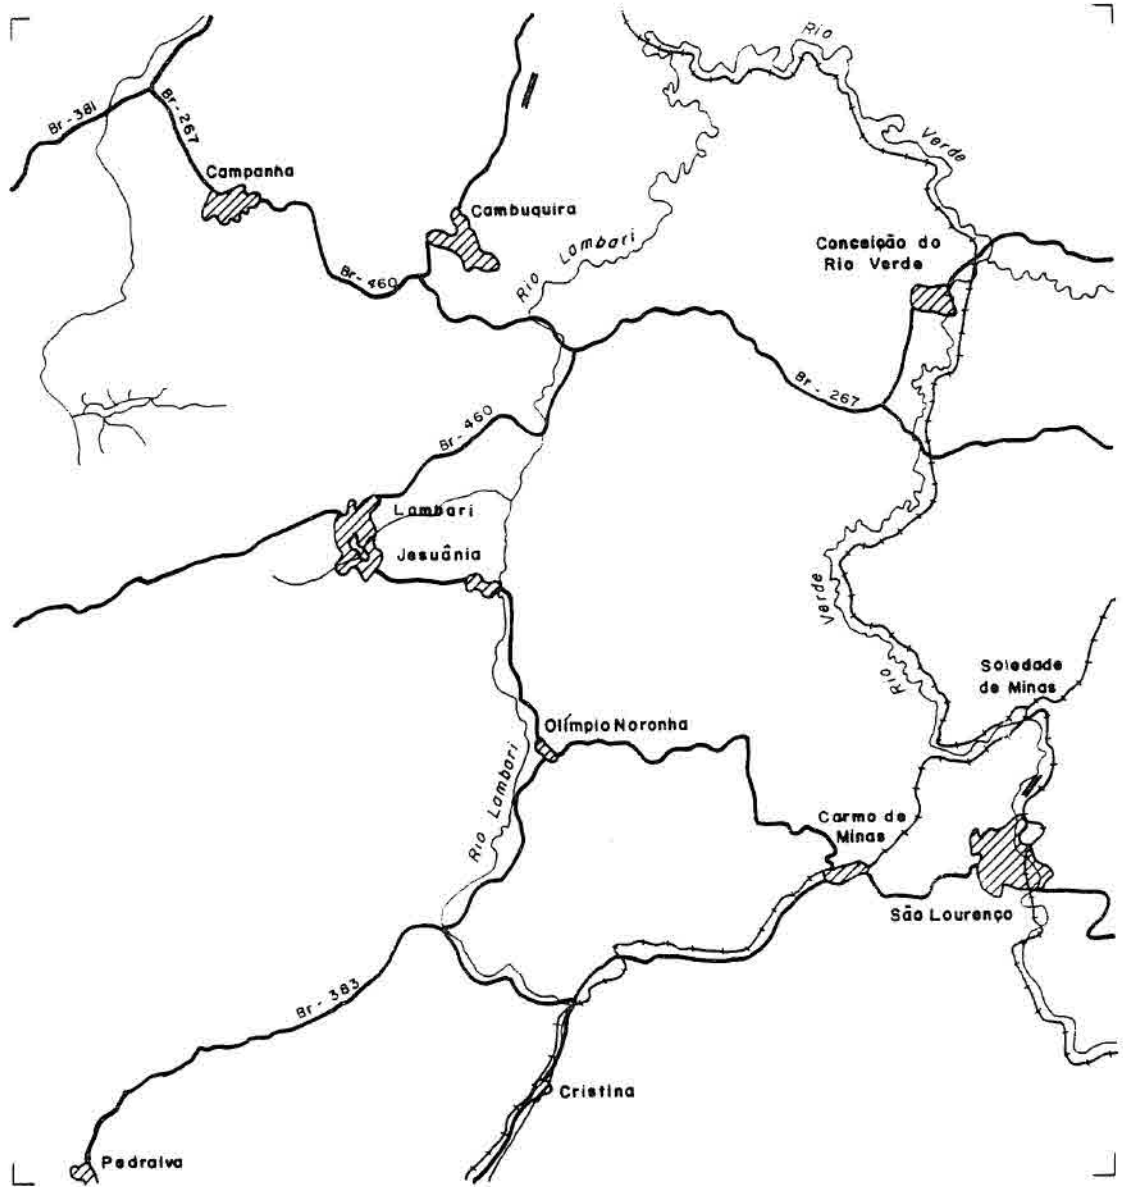 Rio
Br-381
Br-267
Verde
Campanha
Cambuquira
Rio Lambari
Conceição do
Rio Verde
Br-460
Br - 267
Br-460
Lambari
Jesuânia
Verde
Rio
Soledade
de Minas
Olímpio Noronha
Rio Lambari
Carmo de
Minas
São Lourenço
Br - 383
Cristina
Pedralva